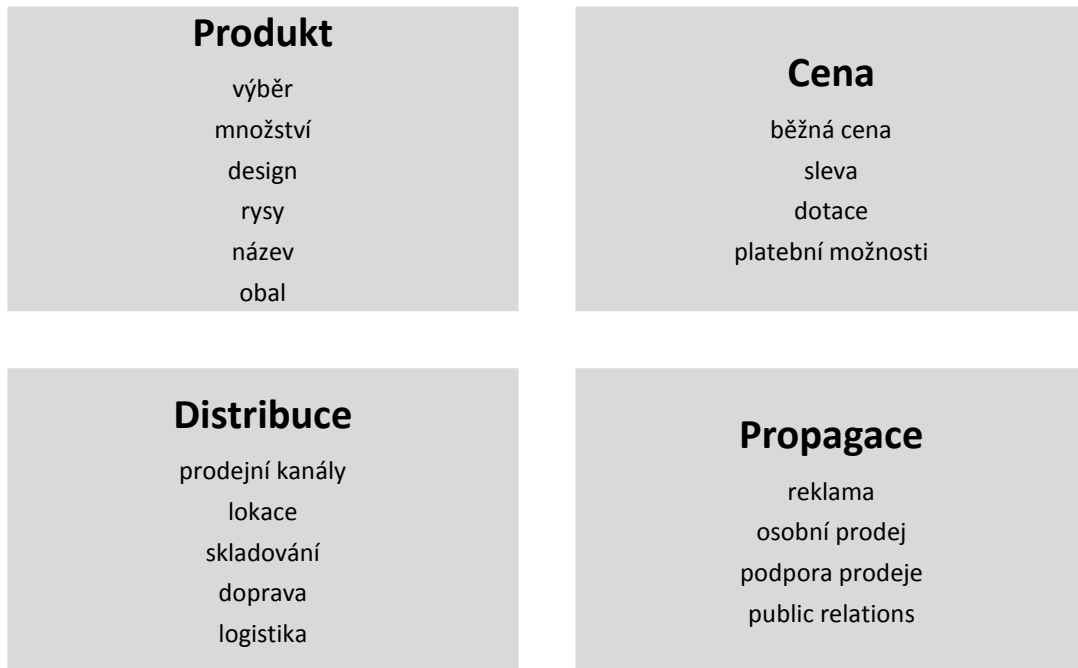 Produkt
výběr
množství
design
rysy
název
obal
Cena
běžná cena
sleva
dotace
platební možnosti
Distribuce
prodejní kanály
lokace
skladování
doprava
logistika
Propagace
reklama
osobní prodej
podpora prodeje
public relations